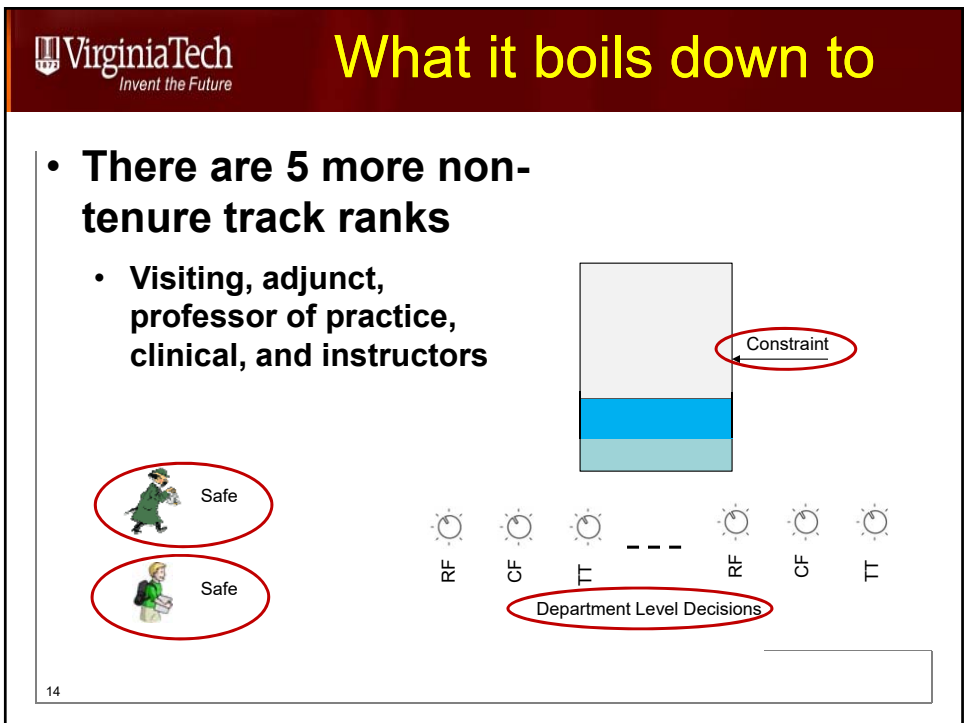 VirginiaTech
Invent the Future
1872
What it boils down to
• There are 5 more non-
tenure track ranks
• Visiting, adjunct,
professor of practice,
clinical, and instructors
Constraint
Safe
Safe
RF
CF
TT
RF
CF
TT
Department Level Decisions
14